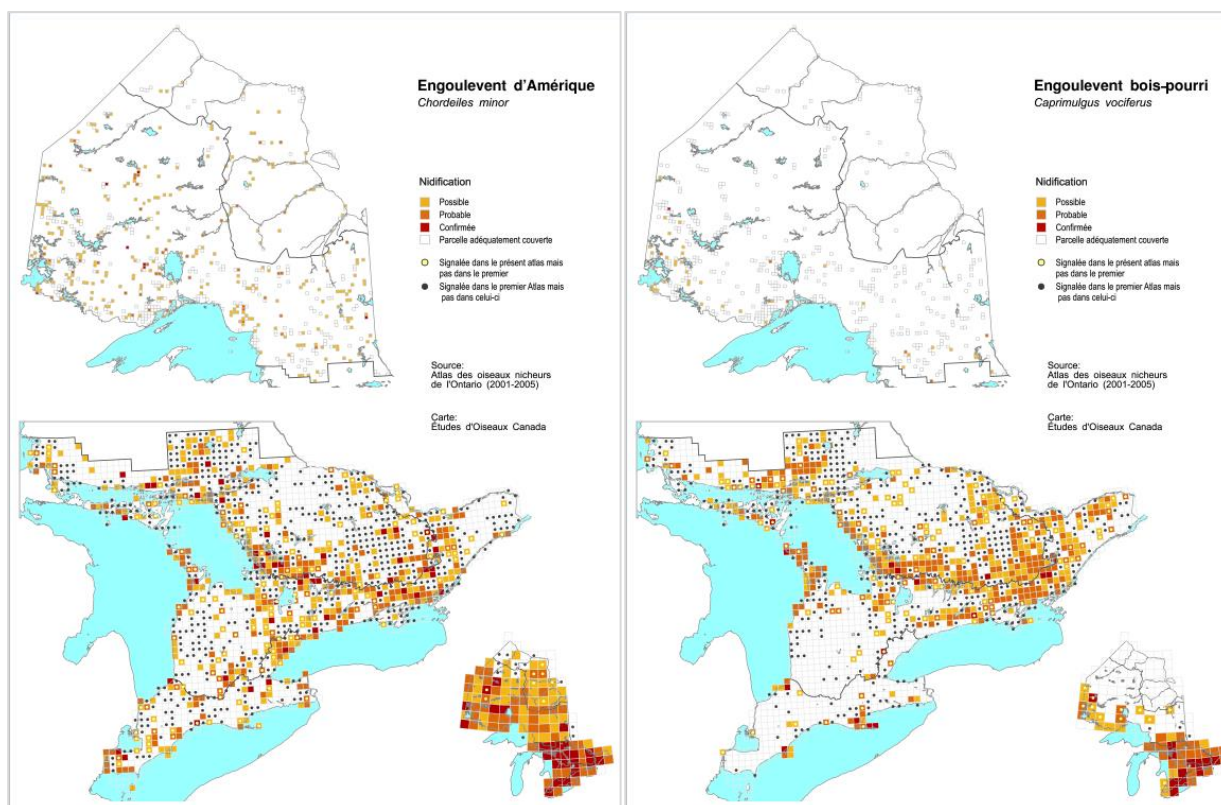 Engoulevent d'Amérique
Chordeiles minor
Nidification
Possible
Probable
Confirmée
Parcelle adéquatement couverte
Signalée dans le présent atlas mais
pas dans le premier
Signalée dans le premier Atlas mais
pas dans celui-ci
Source:
Atlas des oiseaux nicheurs
de l'Ontario (2001-2005)
Carte:
Études d'Oiseaux Canada
Engoulevent bois-pourri
Caprimulgus vociferus
Nidification
Possible
Probable
Confirmée
Parcelle adéquatement couverte
Signalée dans le présent atlas mais
pas dans le premier
Signalée dans le premier Atlas mais
pas dans celui-ci
Source:
Atlas des oiseaux nicheurs
de l'Ontario (2001-2005)
Carte:
Études d'Oiseaux Canada